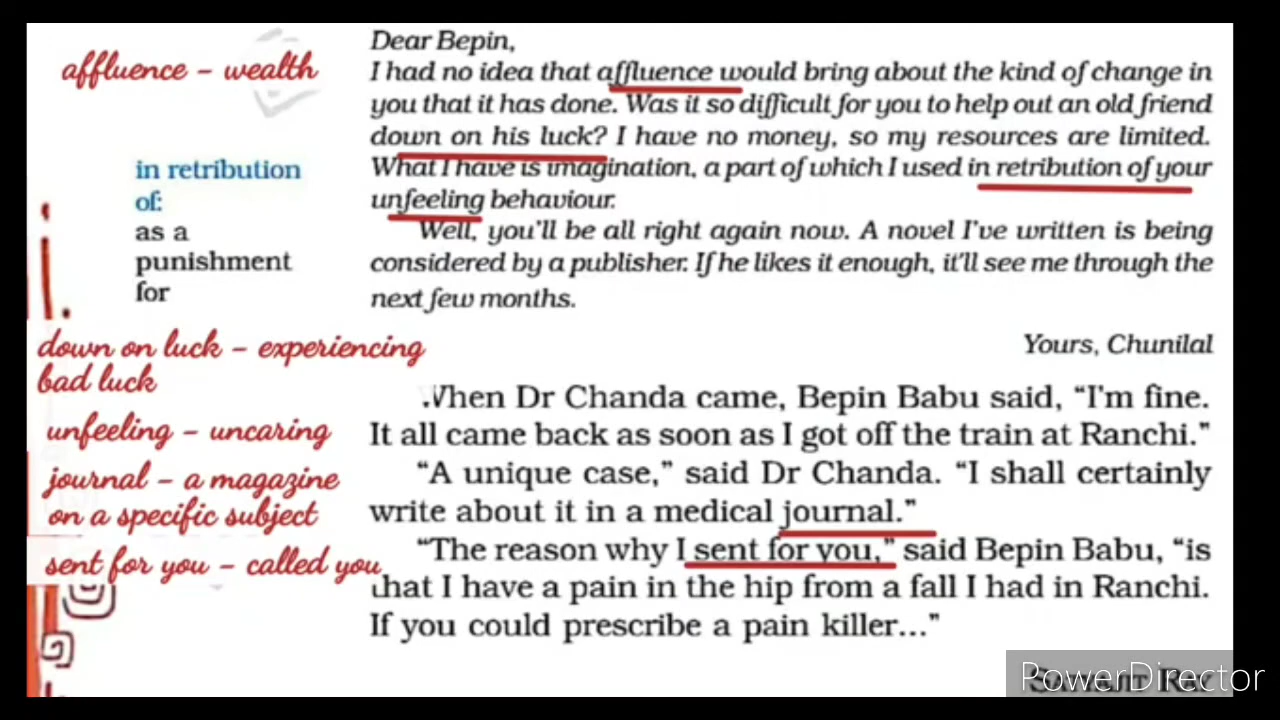 affluence – wealth
in retribution
of:
as a
punishment
for
down on luck – experiencing
bad luck
unfeeling – uncaring
journal – a magazine
on a specific subject
sent for you – called you
Dear Bepin,
I had no idea that affluence would bring about the kind of change in
you that it has done. Was it so difficult for you to help out an old friend
down on his luck? I have no money, so my resources are limited.
What I have is imagination, a part of which I used in retribution of your
unfeeling behaviour.
Well, you'll be all right again now. A novel I've written is being
considered by a publisher. If he likes it enough, it'll see me through the
next few months.
Yours, Chunilal
When Dr Chanda came, Bepin Babu said, “I'm fine.
It all came back as soon as I got off the train at Ranchi.”
“A unique case,” said Dr Chanda. “I shall certainly
write about it in a medical journal.”
“The reason why I sent for you,” said Bepin Babu, “is
that I have a pain in the hip from a fall I had in Ranchi.
If you could prescribe a pain killer...”
PowerDirector